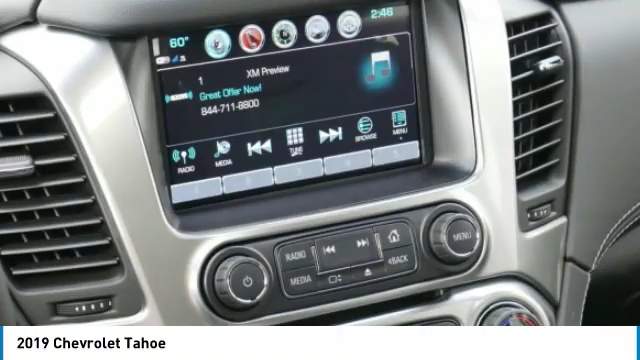 60° 2:46
1 XM Preview
Great Offer Now!
844-711-8800
RADIO MEDIA TUNE BROWSE MENU
RADIO MENU
MEDIA BACK
2019 Chevrolet Tahoe